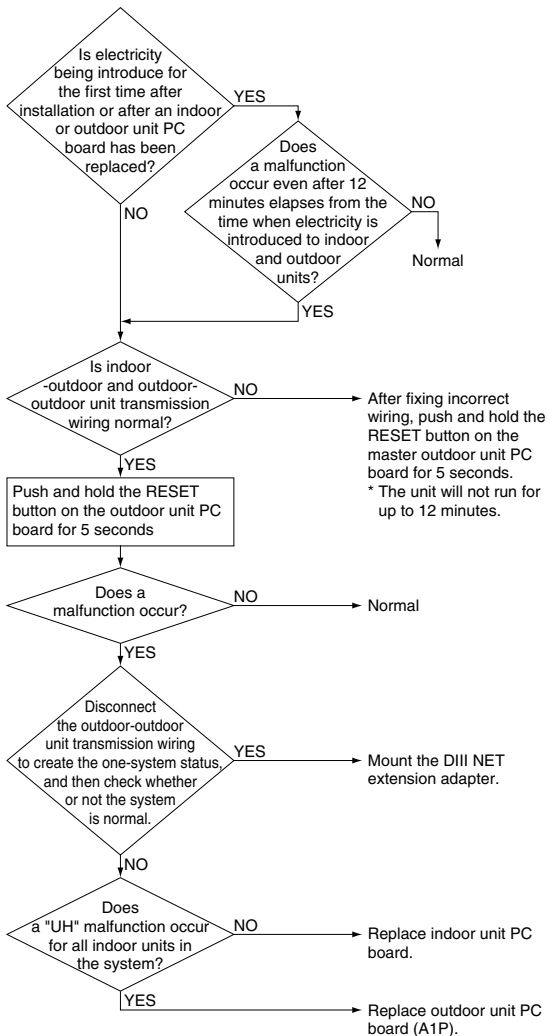 Is electricity
being introduce for
the first time after
installation or after an indoor
or outdoor unit PC
board has been
replaced?
YES
NO
Does
a malfunction
occur even after 12
minutes elapses from the
time when electricity is
introduced to indoor
and outdoor
units?
NO
Normal
YES
Is indoor
-outdoor and outdoor-
outdoor unit transmission
wiring normal?
NO
After fixing incorrect
wiring, push and hold the
RESET button on the
master outdoor unit PC
board for 5 seconds.
* The unit will not run for
up to 12 minutes.
YES
Push and hold the RESET
button on the outdoor unit PC
board for 5 seconds
Does a
malfunction occur?
NO
Normal
YES
Disconnect
the outdoor-outdoor
unit transmission wiring
to create the one-system status,
and then check whether
or not the system
is normal.
YES
Mount the DIII NET
extension adapter.
NO
Does
a "UH" malfunction occur
for all indoor units in
the system?
NO
Replace indoor unit PC
board.
YES
Replace outdoor unit PC
board (A1P).